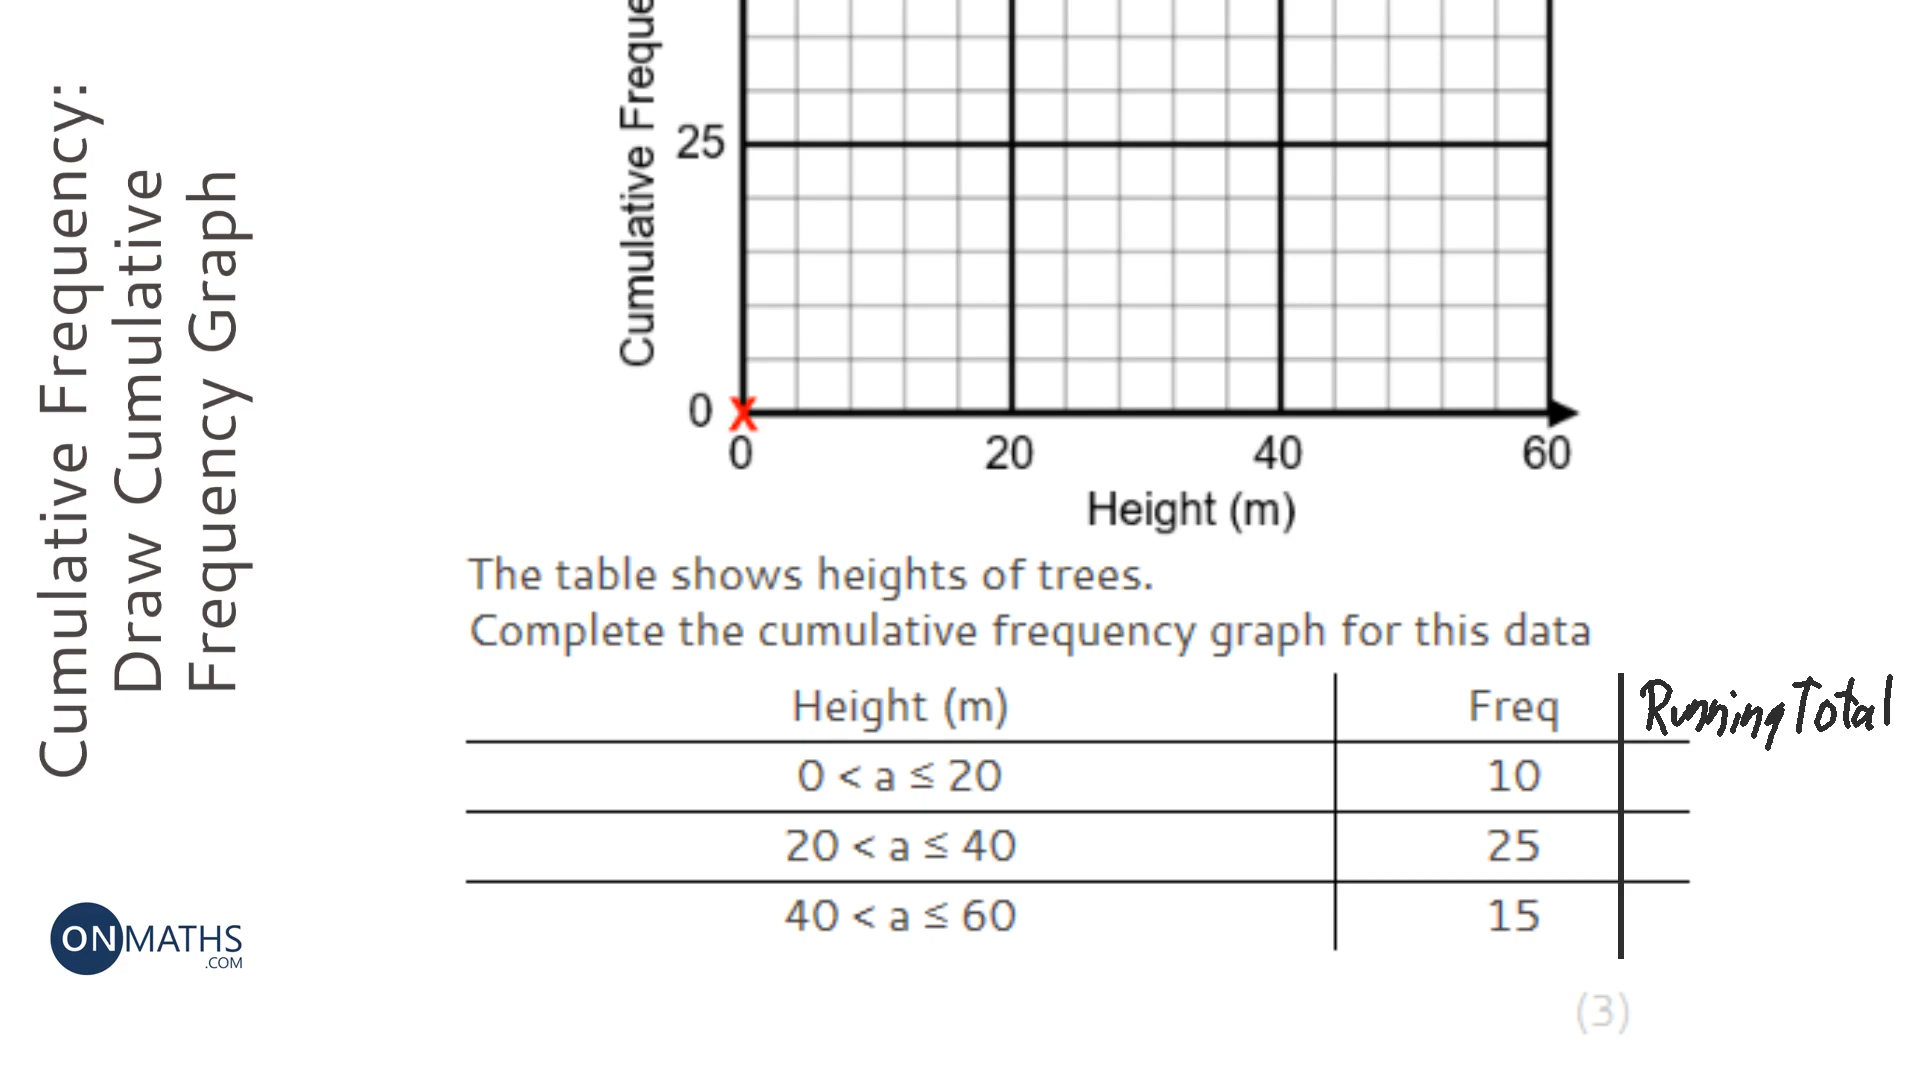 Cumulative Frequency:
Draw Cumulative
Frequency Graph
Cumulative Freque
25
0
0 20 40 60
Height (m)
The table shows heights of trees.
Complete the cumulative frequency graph for this data
Height (m) Freq Running Total
0 < a ≤ 20 10
20 < a ≤ 40 25
40 < a ≤ 60 15
(3)
ONMATHS
.COM